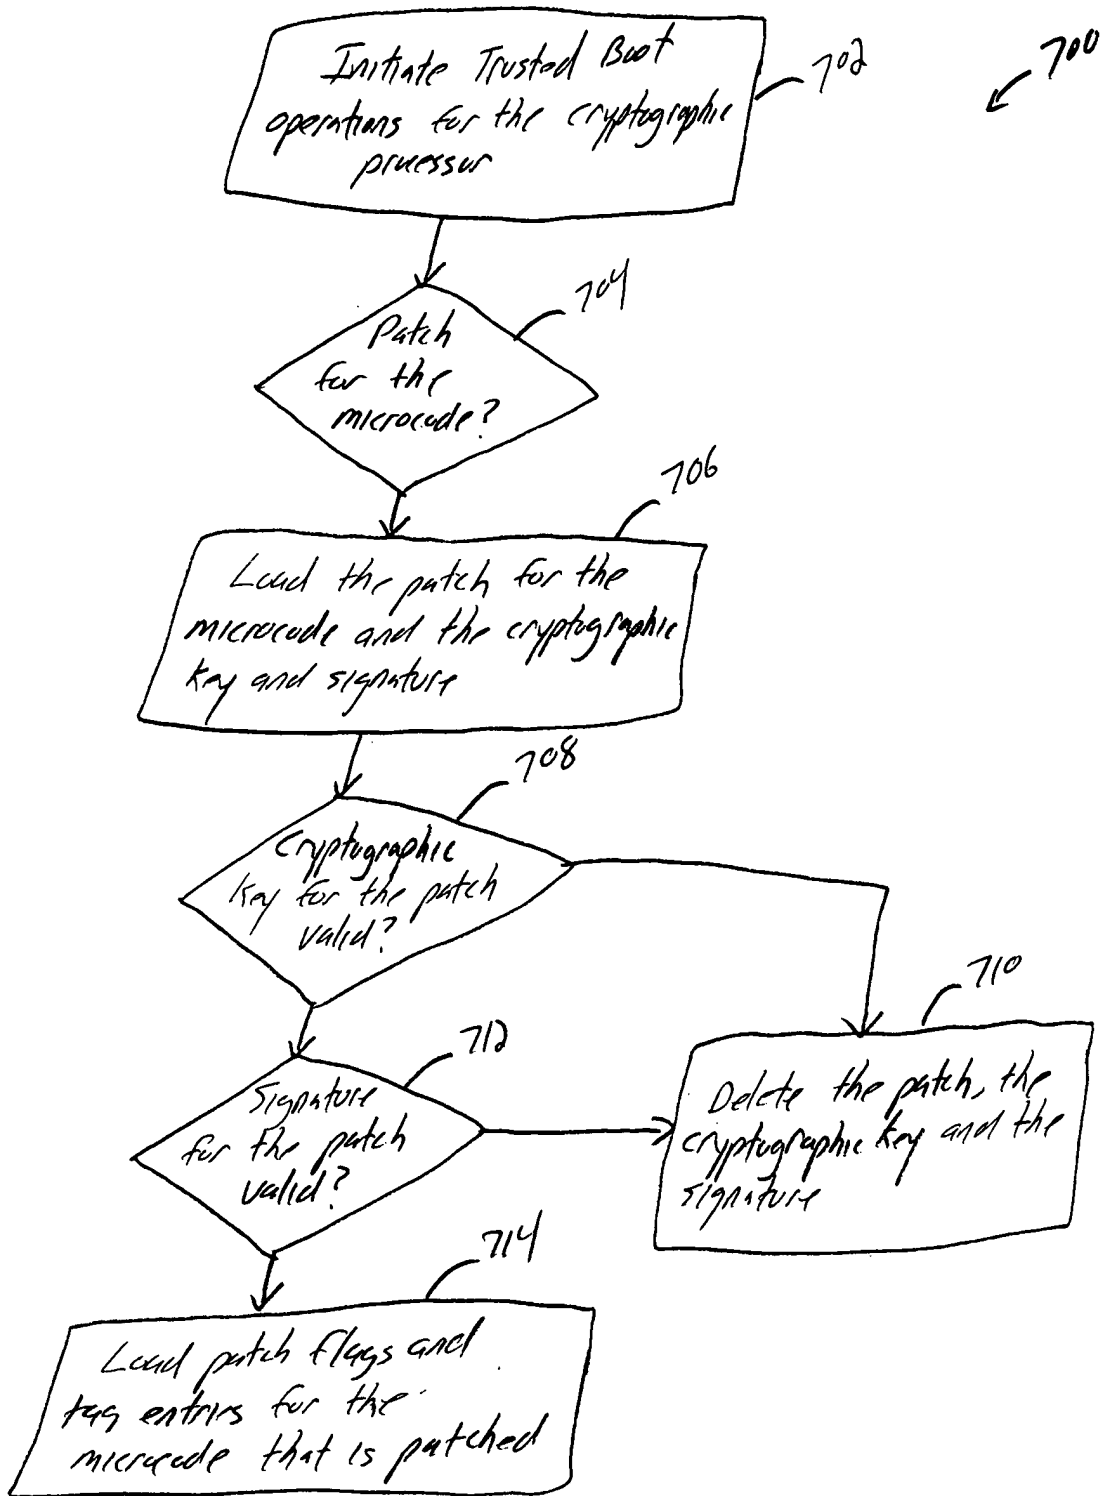 700
Initiate Trusted Boot
operations for the cryptographic
processor
702
Patch
for the
microcode?
704
Load the patch for the
microcode and the cryptographic
key and signature
706
Cryptographic
key for the patch
valid?
708
Delete the patch, the
cryptographic key and the
signature
710
Signature
for the patch
valid?
712
Load patch flags and
tag entries for the
microcode that is patched
714